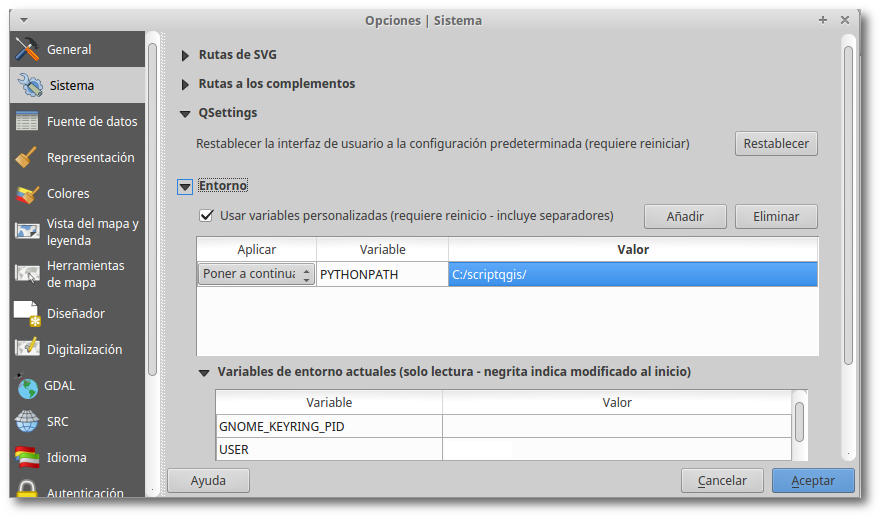 Opciones | Sistema
General
Sistema
Fuente de datos
Representación
Colores
Vista del mapa y
leyenda
Herramientas
de mapa
Diseñador
Digitalización
GDAL
SRC
Idioma
Autenticación
Rutas de SVG
Rutas a los complementos
QSettings
Restablecer la interfaz de usuario a la configuración predeterminada (requiere reiniciar)
Restablecer
Entorno
Usar variables personalizadas (requiere reinicio - incluye separadores)
Añadir
Eliminar
Aplicar Variable Valor
Poner a continua PYTHONPATH C:/scriptqgis/
Variables de entorno actuales (solo lectura - negrita indica modificado al inicio)
Variable Valor
GNOME_KEYRING_PID
USER
Ayuda
Cancelar
Aceptar